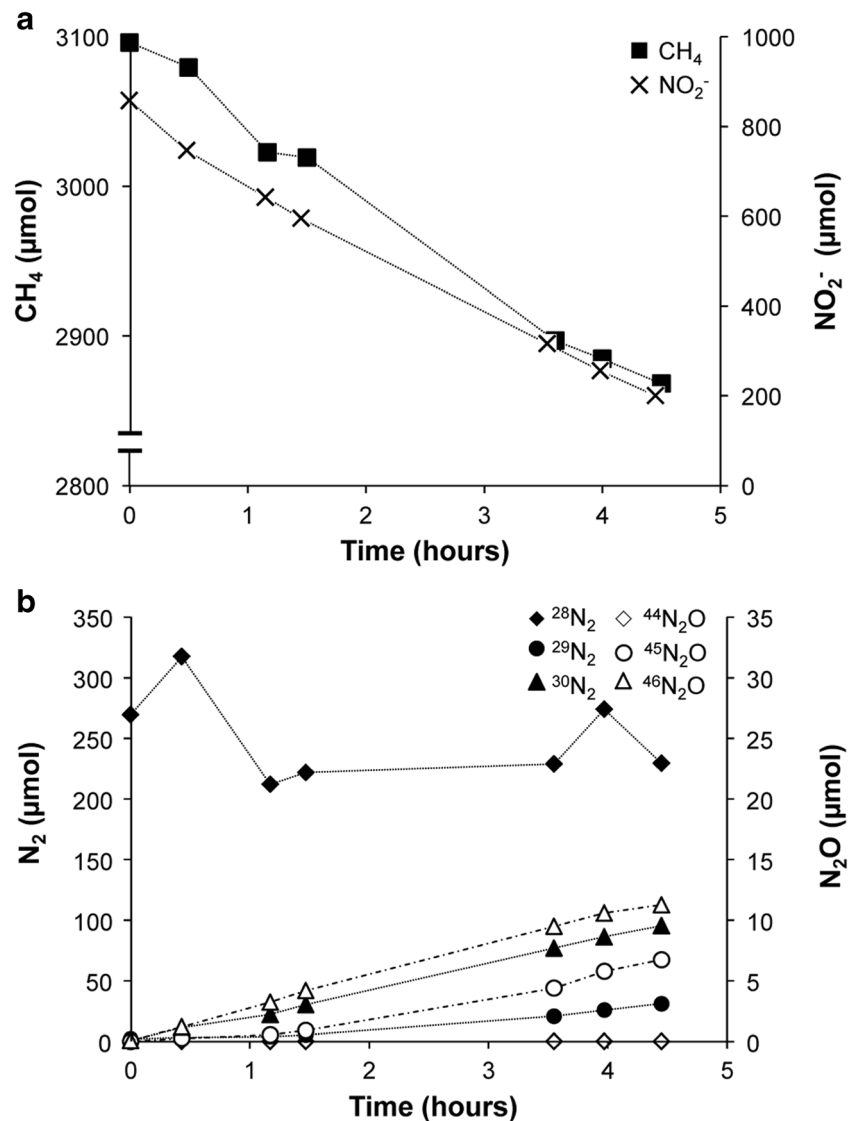 a
3100
3000
2900
2800
CH₄ (µmol)
1000
800
600
400
200
0
NO₂⁻ (µmol)
CH₄
NO₂⁻
0 1 2 3 4 5
Time (hours)
b
350
300
250
200
150
100
50
0
N₂ (µmol)
35
30
25
20
15
10
5
0
N₂O (µmol)
²⁸N₂ ⁴⁴N₂O
²⁹N₂ ⁴⁵N₂O
³⁰N₂ ⁴⁶N₂O
0 1 2 3 4 5
Time (hours)